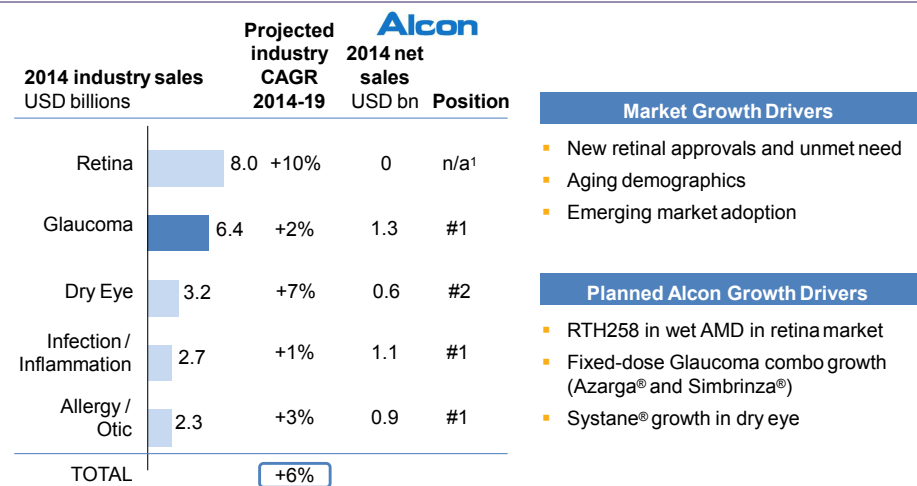 Alcon
Projected
industry
CAGR
2014-19
2014 net
sales
USD bn
Position
2014 industry sales
USD billions
Retina 8.0 +10% 0 n/a¹
Glaucoma 6.4 +2% 1.3 #1
Dry Eye 3.2 +7% 0.6 #2
Infection /
Inflammation 2.7 +1% 1.1 #1
Allergy /
Otic 2.3 +3% 0.9 #1
TOTAL +6%
Market Growth Drivers
▪ New retinal approvals and unmet need
▪ Aging demographics
▪ Emerging market adoption
Planned Alcon Growth Drivers
▪ RTH258 in wet AMD in retina market
▪ Fixed-dose Glaucoma combo growth
(Azarga® and Simbrinza®)
▪ Systane® growth in dry eye